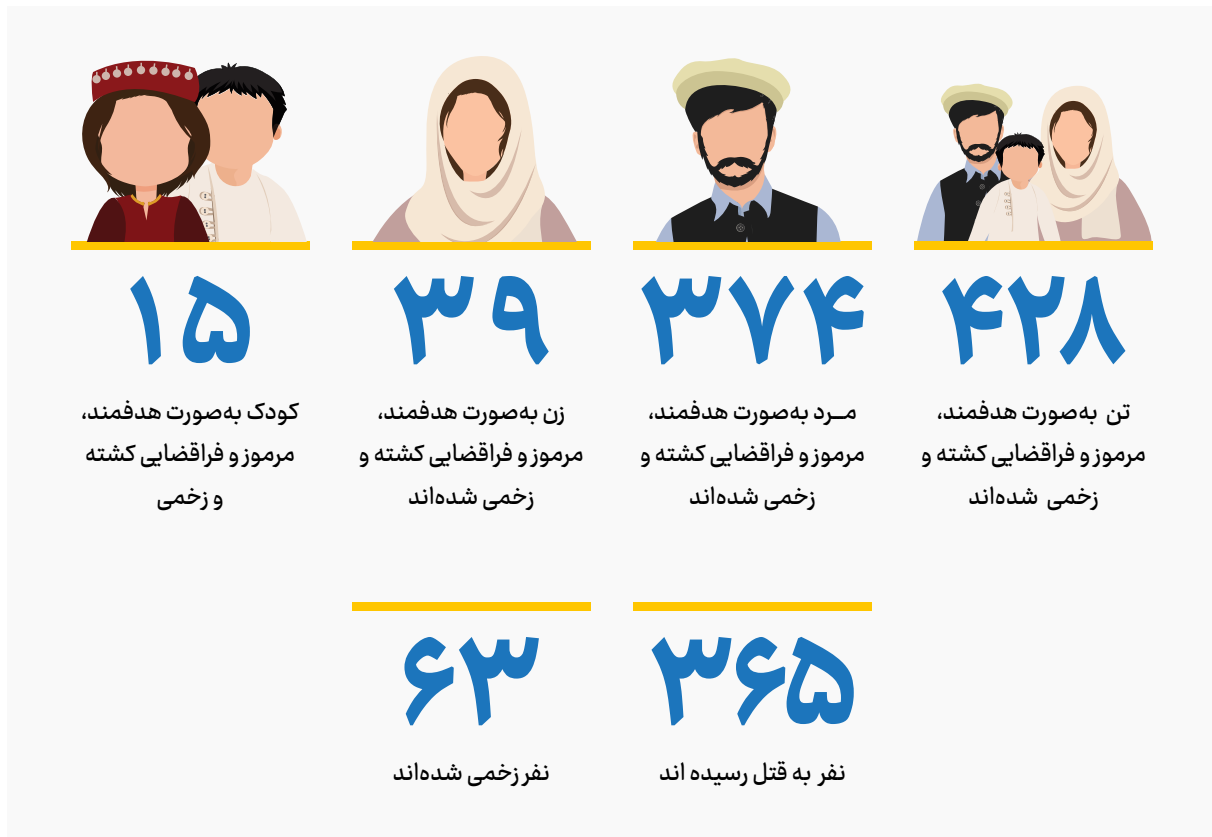 ۴۲۸
تن به‌صورت هدفمند،
مرموز و فراقضایی کشته و
زخمی شده‌اند
۳۷۴
مــرد به‌صورت هدفمند،
مرموز و فراقضایی کشته و
زخمی شده‌اند
۳۹
زن به‌صورت هدفمند،
مرموز و فراقضایی کشته و
زخمی شده‌اند
۱۵
کودک به‌صورت هدفمند،
مرموز و فراقضایی کشته
و زخمی
۳۶۵
نفر به قتل رسیده اند
۶۳
نفر زخمی شده‌اند